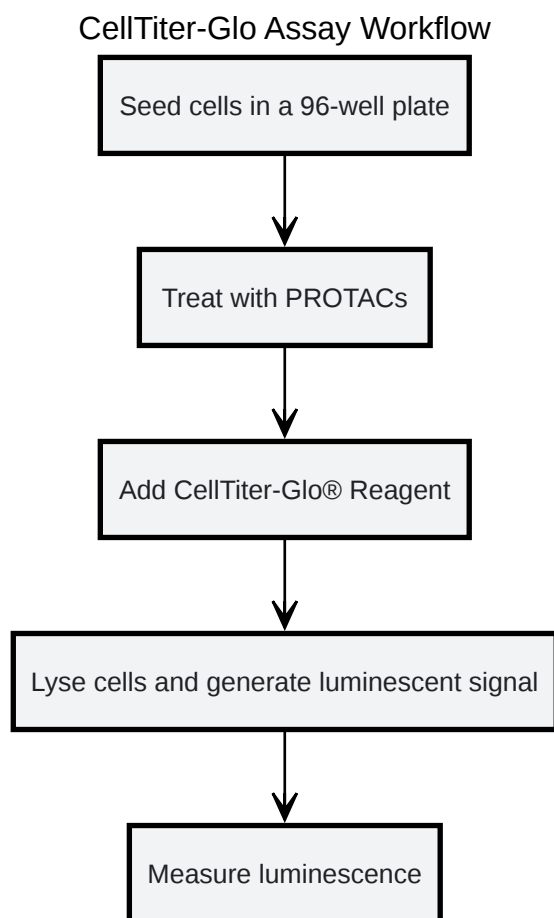 CellTiter-Glo Assay Workflow
Seed cells in a 96-well plate
Treat with PROTACs
Add CellTiter-Glo® Reagent
Lyse cells and generate luminescent signal
Measure luminescence